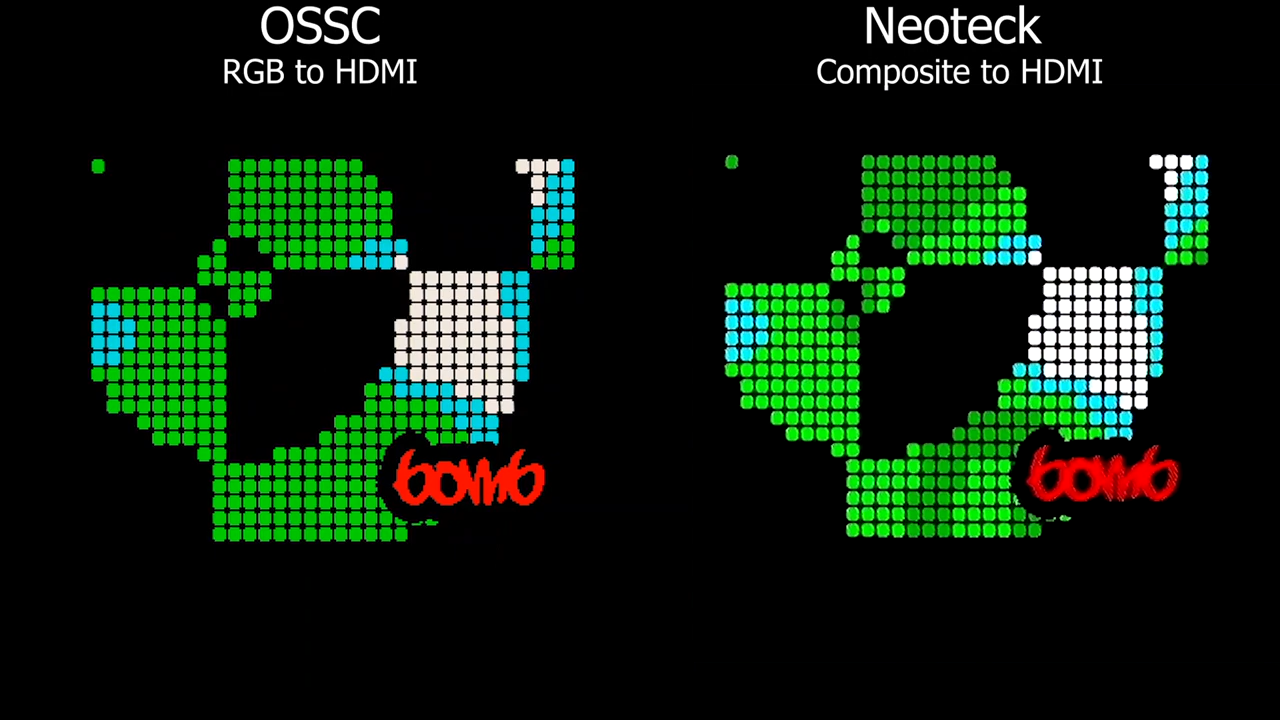 OSSC
RGB to HDMI
Neoteck
Composite to HDMI
bomb
bomb